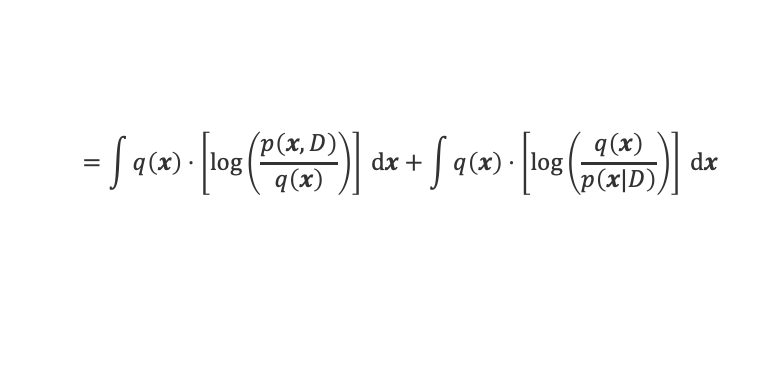 = ∫ q(x) · [log(p(x, D)/q(x))] dx + ∫ q(x) · [log(q(x)/p(x|D))] dx